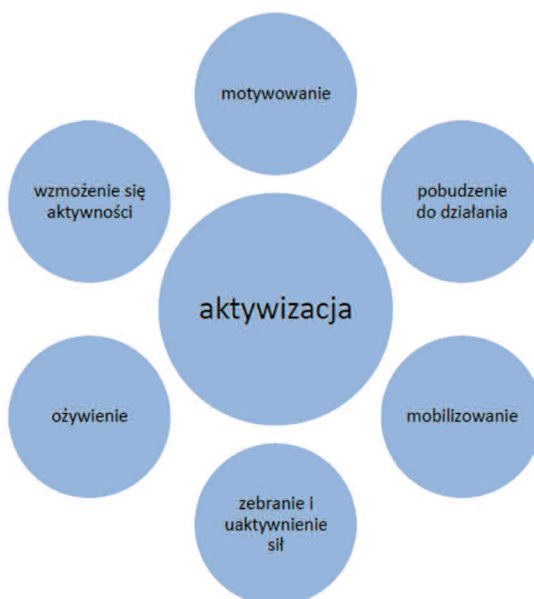 motywowanie
wzmożenie się
aktywności
pobudzenie
do działania
aktywizacja
ożywienie
mobilizowanie
zebranie i
uaktywnienie
sił